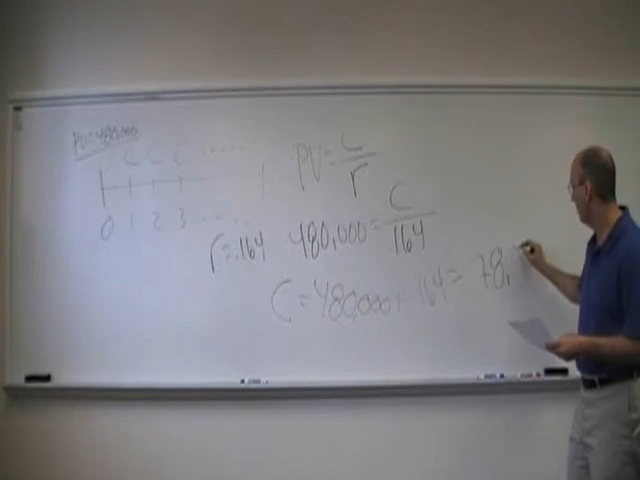 PV=480,000
C C C .....
0 1 2 3 .....
r=.164
PV=C/r
480,000=C/.164
C=480,000×.164=78,